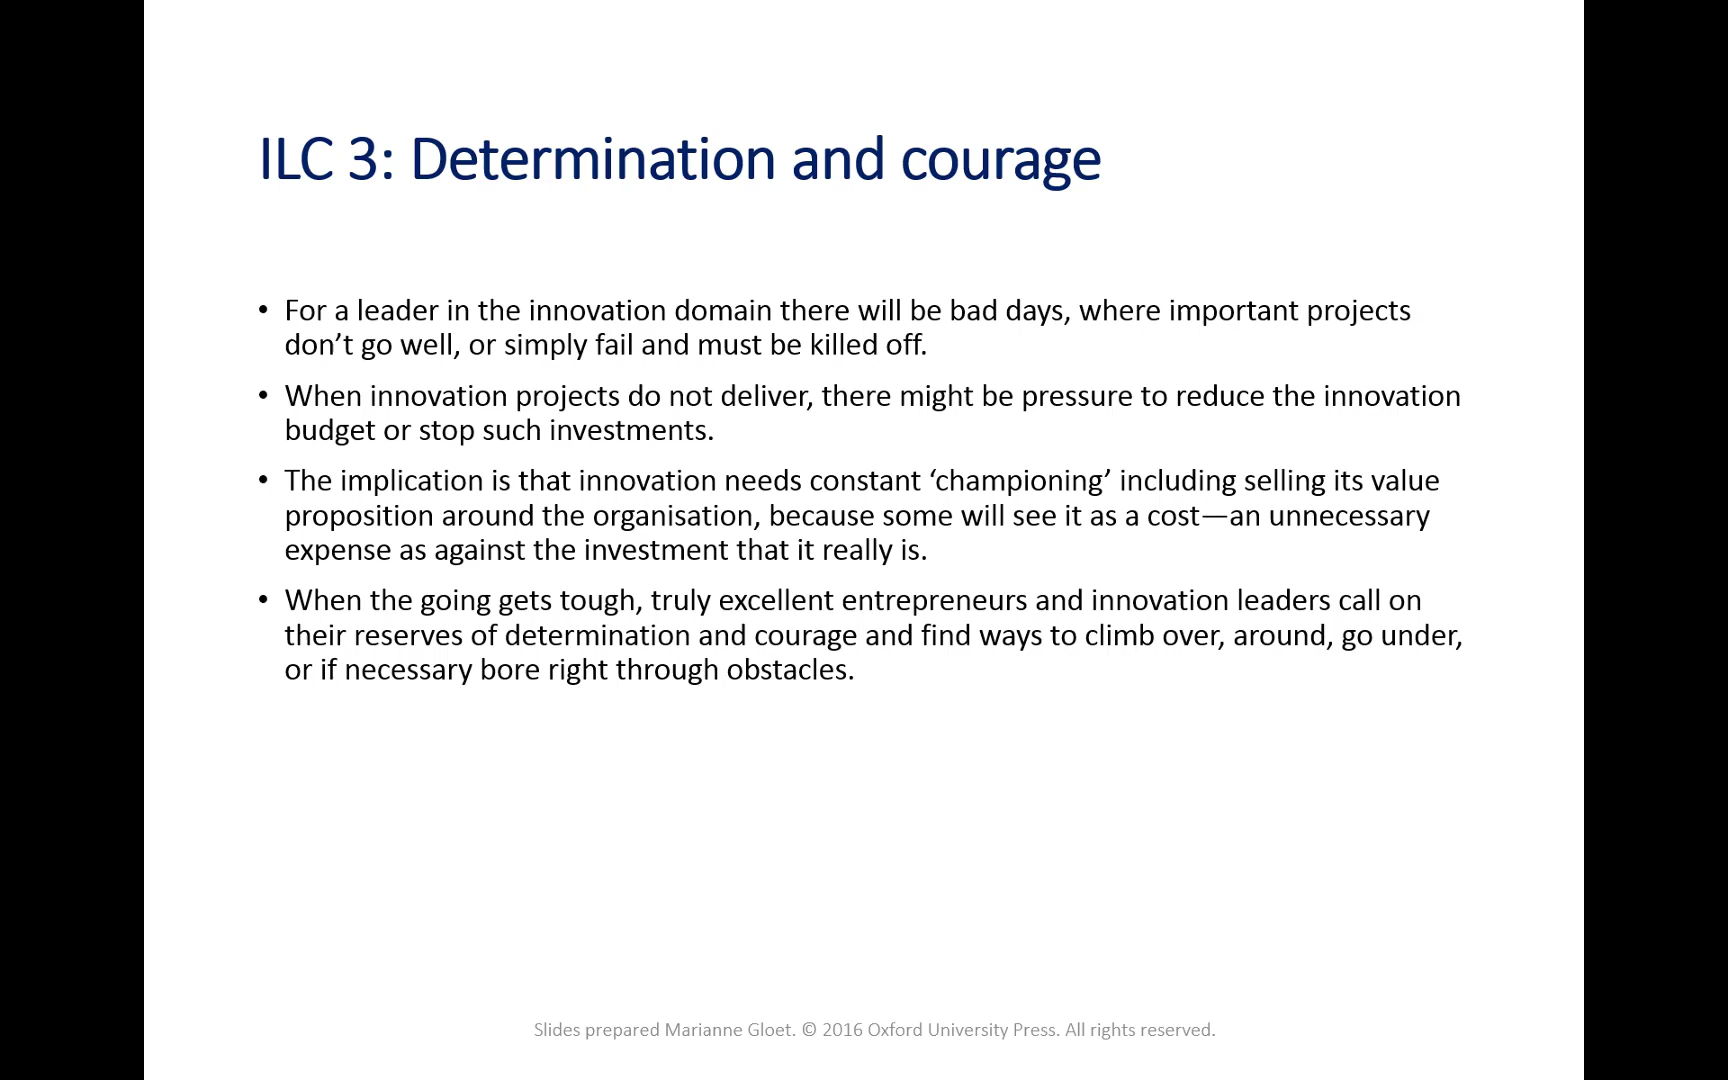 ILC 3: Determination and courage
• For a leader in the innovation domain there will be bad days, where important projects
don’t go well, or simply fail and must be killed off.
• When innovation projects do not deliver, there might be pressure to reduce the innovation
budget or stop such investments.
• The implication is that innovation needs constant ‘championing’ including selling its value
proposition around the organisation, because some will see it as a cost—an unnecessary
expense as against the investment that it really is.
• When the going gets tough, truly excellent entrepreneurs and innovation leaders call on
their reserves of determination and courage and find ways to climb over, around, go under,
or if necessary bore right through obstacles.
Slides prepared Marianne Gloet. © 2016 Oxford University Press. All rights reserved.